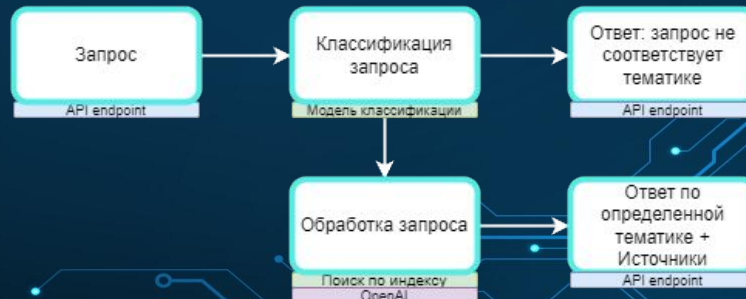 Запрос
API endpoint
Классификация
запроса
Модель классификации
Ответ: запрос не
соответствует
тематике
API endpoint
Обработка запроса
Поиск по индексу
OpenAI
Ответ по
определенной
тематике +
Источники
API endpoint